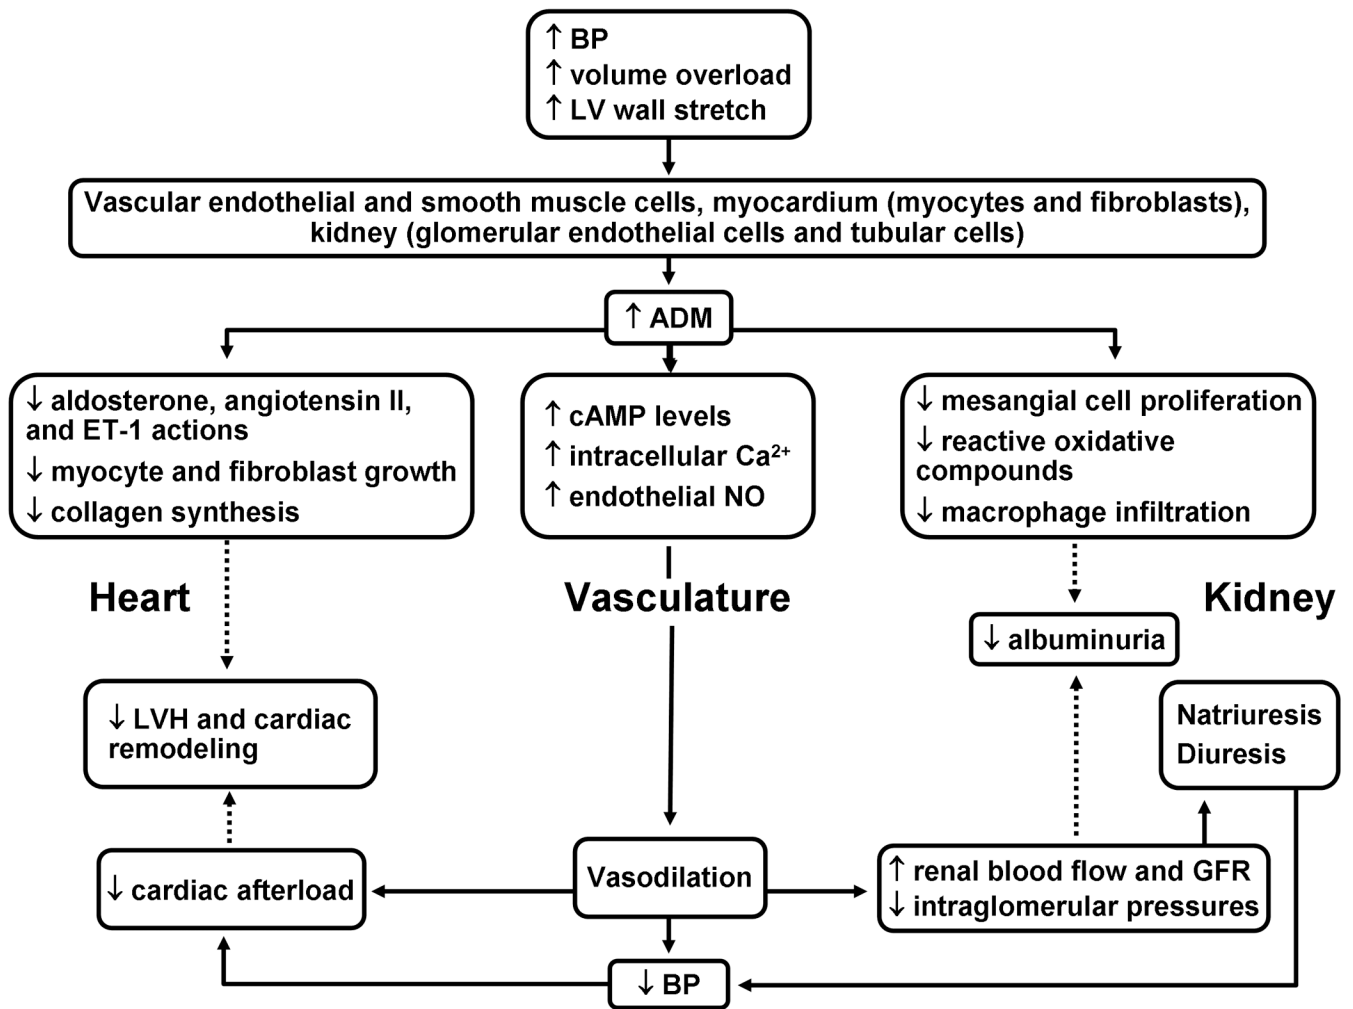 ↑ BP
↑ volume overload
↑ LV wall stretch
Vascular endothelial and smooth muscle cells, myocardium (myocytes and fibroblasts),
kidney (glomerular endothelial cells and tubular cells)
↑ ADM
↓ aldosterone, angiotensin II,
and ET-1 actions
↓ myocyte and fibroblast growth
↓ collagen synthesis
↑ cAMP levels
↑ intracellular Ca²⁺
↑ endothelial NO
↓ mesangial cell proliferation
↓ reactive oxidative
compounds
↓ macrophage infiltration
Heart
Vasculature
Kidney
↓ albuminuria
↓ LVH and cardiac
remodeling
Natriuresis
Diuresis
↓ cardiac afterload
Vasodilation
↑ renal blood flow and GFR
↓ intraglomerular pressures
↓ BP